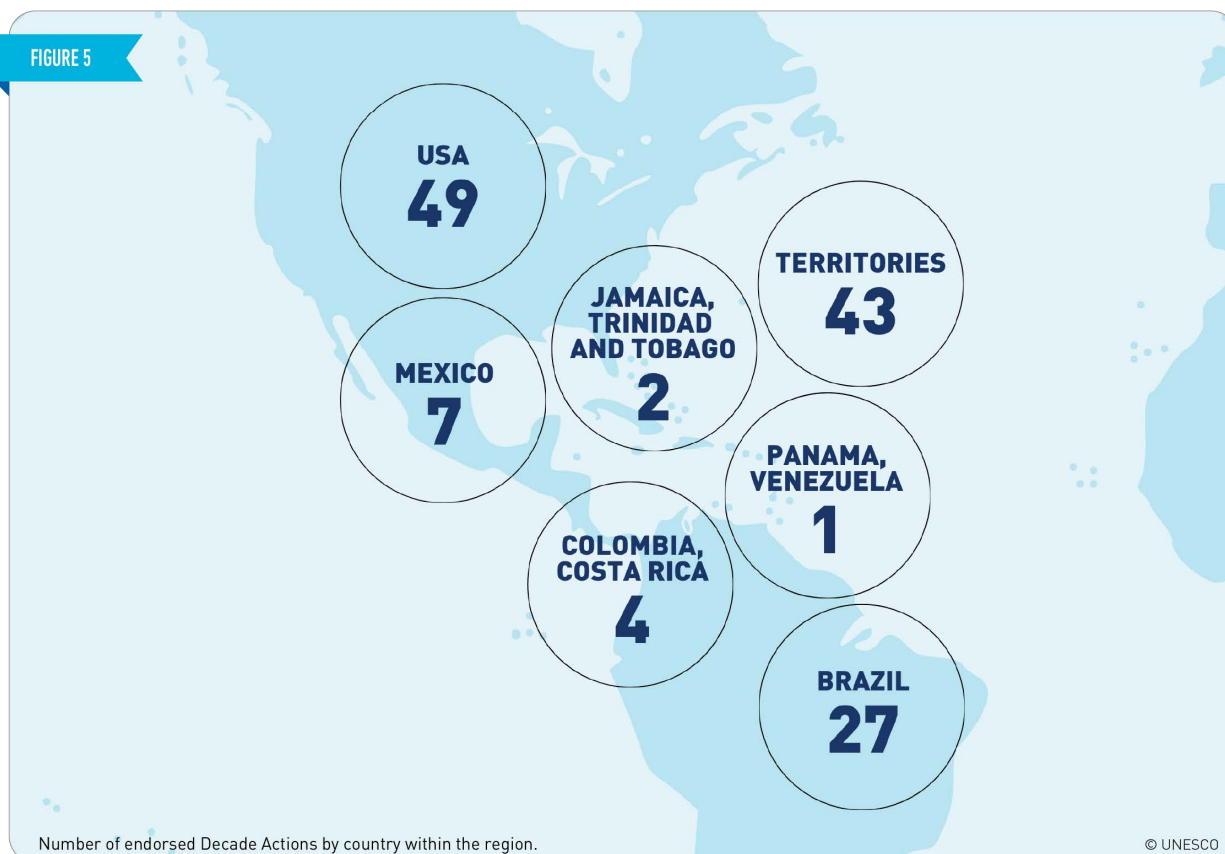 FIGURE 5
USA
49
TERRITORIES
43
JAMAICA,
TRINIDAD
AND TOBAGO
2
MEXICO
7
PANAMA,
VENEZUELA
1
COLOMBIA,
COSTA RICA
4
BRAZIL
27
Number of endorsed Decade Actions by country within the region.
© UNESCO